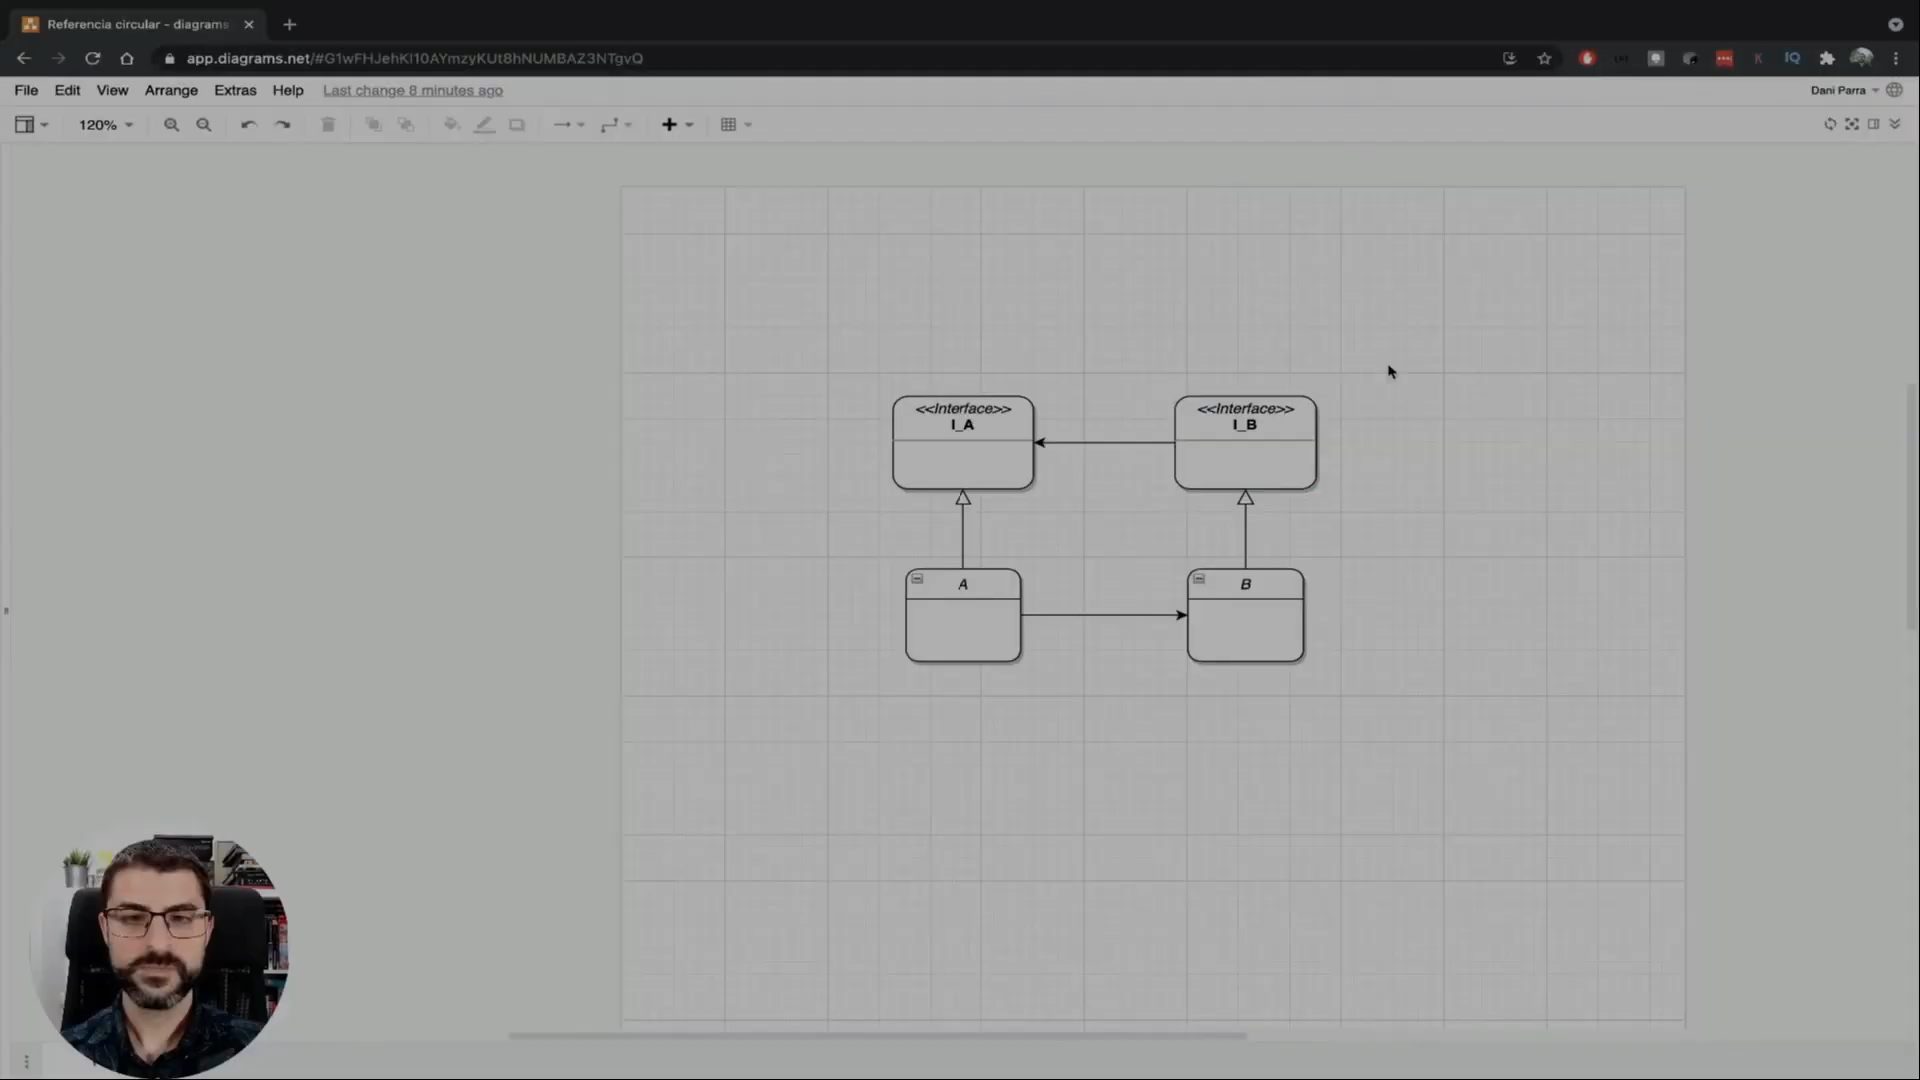 Referencia circular - diagrams
app.diagrams.net/#G1wFHJehKI10AYmzyKUt8hNUMBAZ3NTgvQ
File Edit View Arrange Extras Help Last change 8 minutes ago
Dani Parra
120%
<<Interface>>
I_A
<<Interface>>
I_B
A
B